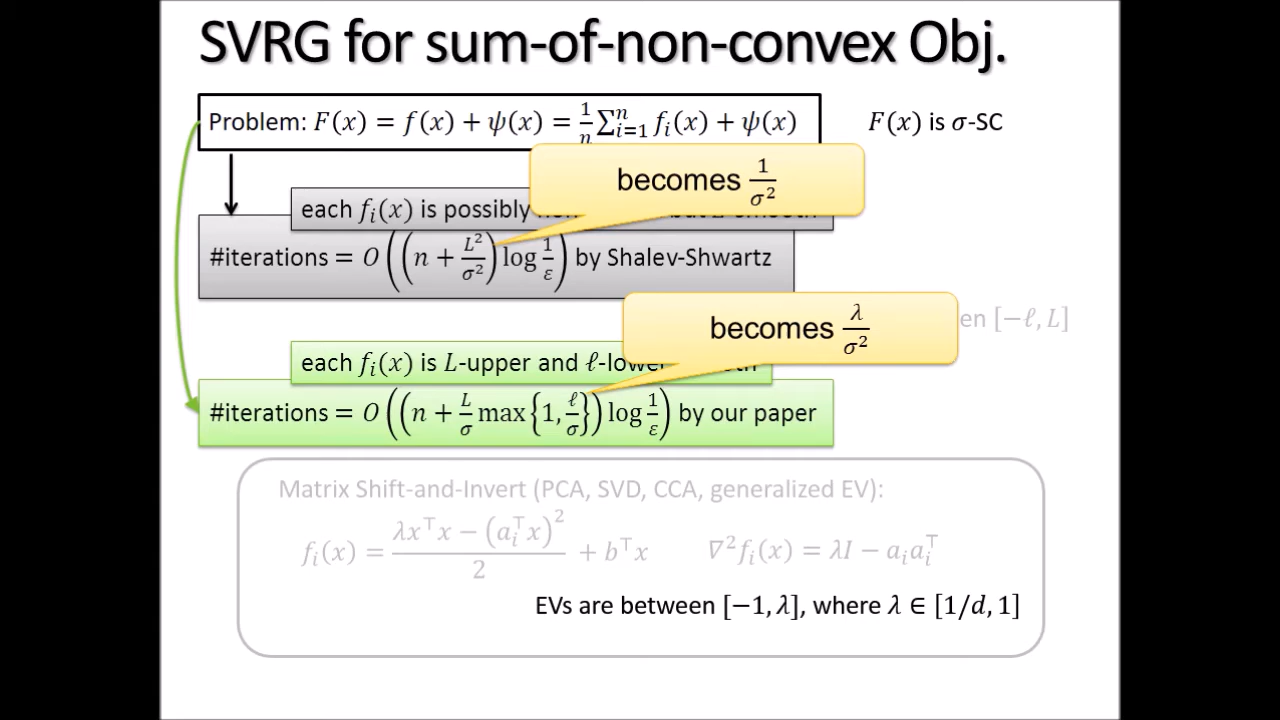 SVRG for sum-of-non-convex Obj.
Problem: F(x) = f(x) + ψ(x) = 1/n ∑_{i=1}^{n} f_i(x) + ψ(x)
F(x) is σ-SC
becomes 1/σ²
each f_i(x) is possibly
#iterations = O((n + L²/σ²) log 1/ε) by Shalev-Shwartz
becomes λ/σ²
[−ℓ, L]
each f_i(x) is L-upper and ℓ-lower
#iterations = O((n + L/σ max{1, ℓ/σ}) log 1/ε) by our paper
Matrix Shift-and-Invert (PCA, SVD, CCA, generalized EV):
f_i(x) = (λx^⊤x − (a_i^⊤x)²)/2 + b^⊤x
∇²f_i(x) = λI − a_i a_i^⊤
EVs are between [−1, λ], where λ ∈ [1/d, 1]